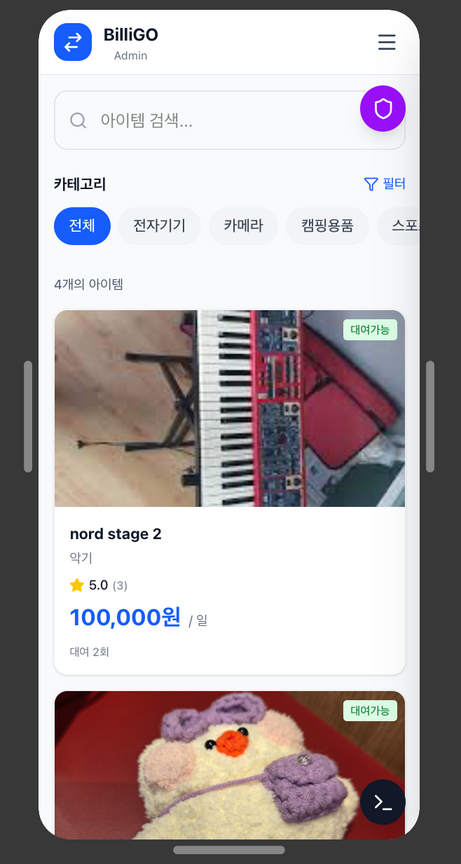 BilliGO
Admin
아이템 검색...
카테고리
필터
전체
전자기기
카메라
캠핑용품
스포
4개의 아이템
대여가능
nord stage 2
악기
5.0 (3)
100,000원 / 일
대여 2회
대여가능